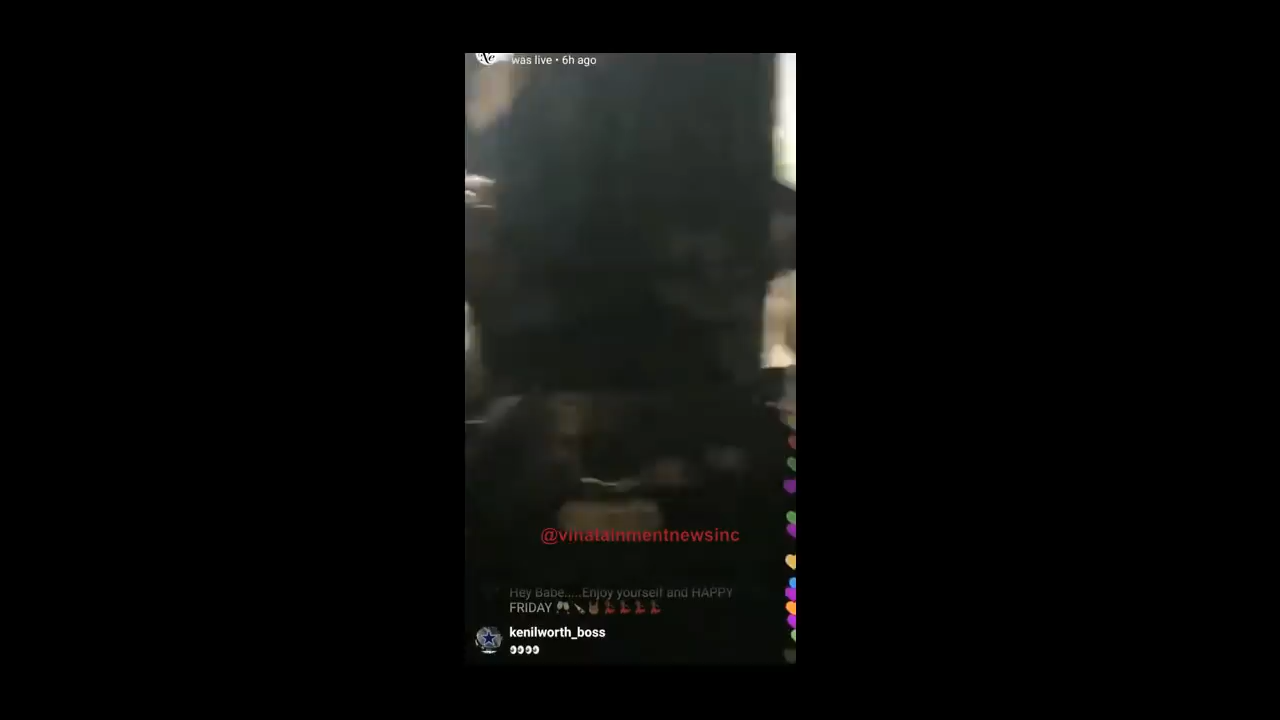 was live • 6h ago
@vinatainmentnewsinc
Hey Babe.....Enjoy yourself and HAPPY
FRIDAY 🥂🍾🤘🏽💃💃💃💃
kenilworth_boss
👀👀